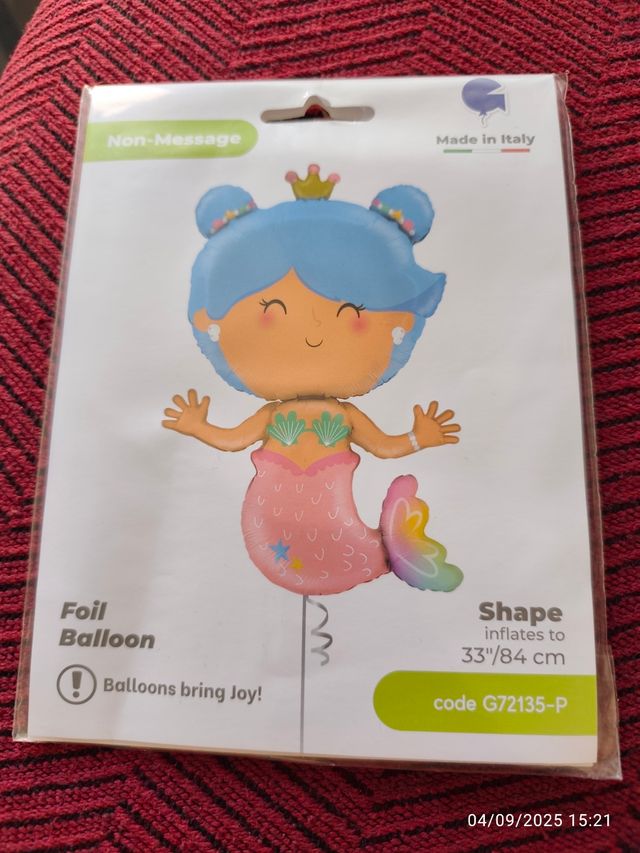 Non-Message
Made in Italy
Foil
Balloon
! Balloons bring Joy!
Shape
inflates to
33"/84 cm
code G72135-P
04/09/2025 15:21